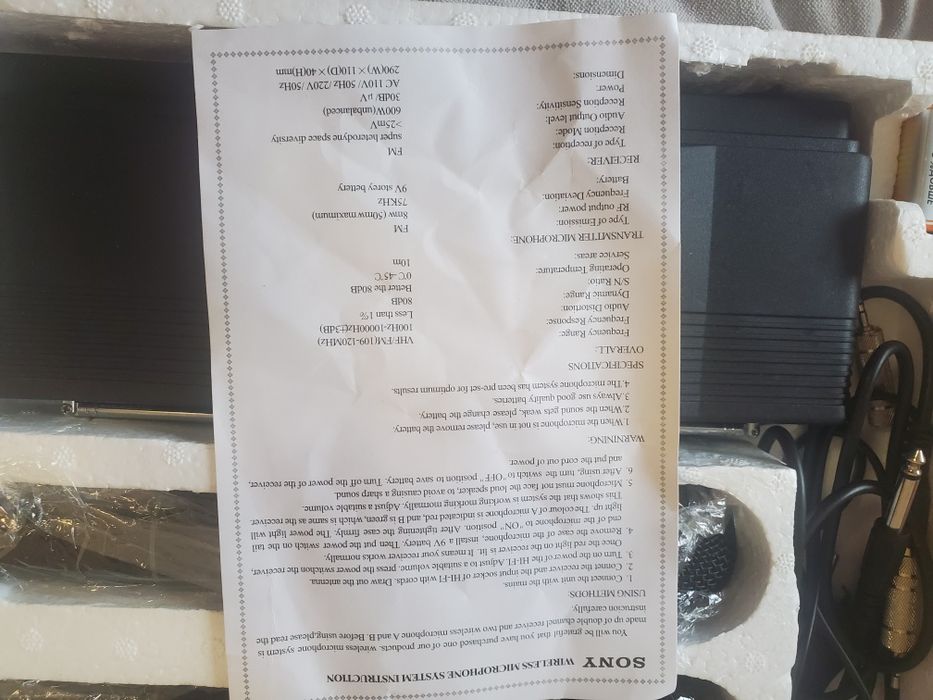 SONY WIRELESS MICROPHONE SYSTEM INSTRUCTION
You will be grateful that you have purchased one of our products. wireless microphone system is
made up of double channel receiver and two wireless microphone A and B. Before using,please read the
instrucion carefully.
USING METHODS:
1. Connect the unit with the mains.
2. Connet the receiver and the input socker of HI-FI with cords. Draw out the antenna.
3. Turn on the power of the HI-FI. Adjust to a suitable volume. press the power switchon the receiver,
Once the red light on the receiver is lit. It means your receiver works normally.
4. Remove the case of the microphone, install a 9V battery. Then put the power switch on the tail
end of the microphone to "ON" position. After lightening the case firmly, The power light will
light up. The colour of A microphone is indicated red, and B is green, which is same as the receiver.
This shows that the system is working morming normally. Adjust a suitable volume.
5. Microphone must not face the loud speaker, to avoid causing a sharp sound.
6. After using, turn the switch to "OFF" position to save battery. Turn off the power of the receiver,
and put the cord out of power.
WARNING:
1 When the microphone is not in use, please remove the battery.
2.When the sound gets weak, please change the battery.
3.Always use good quality batteries.
4.The microphone system has been pre-set for optimum results.
SPECIFICATIONS
OVERALL:
Frequency Range: VHF/FM(109-120MHz)
Frequency Response: 100Hz-10000Hz(±3dB)
Audio Distortion: Less than 1%
Dynamic Range: 80dB
S/N Ratio: Better the 80dB
Operating Temperature: 0℃-45℃
Service areas: 10m
TRANSMITTER MICROPHONE:
Type of Emission: FM
RF output power: 8mw (50mw maximum)
Frequency Deviation: 75KHz
Battery: 9V storey bettery
RECEIVER:
Type of reception: FM
Reception Mode: super heterodyne space diversity
Audio Output level: >25mV
Reception Sensitivity: 600W(unbalanced)
Power: 30dB/ μV
Dimensions: AC 110V/ 50Hz /220V /50Hz
290(W)×110(D)×40(H)mm